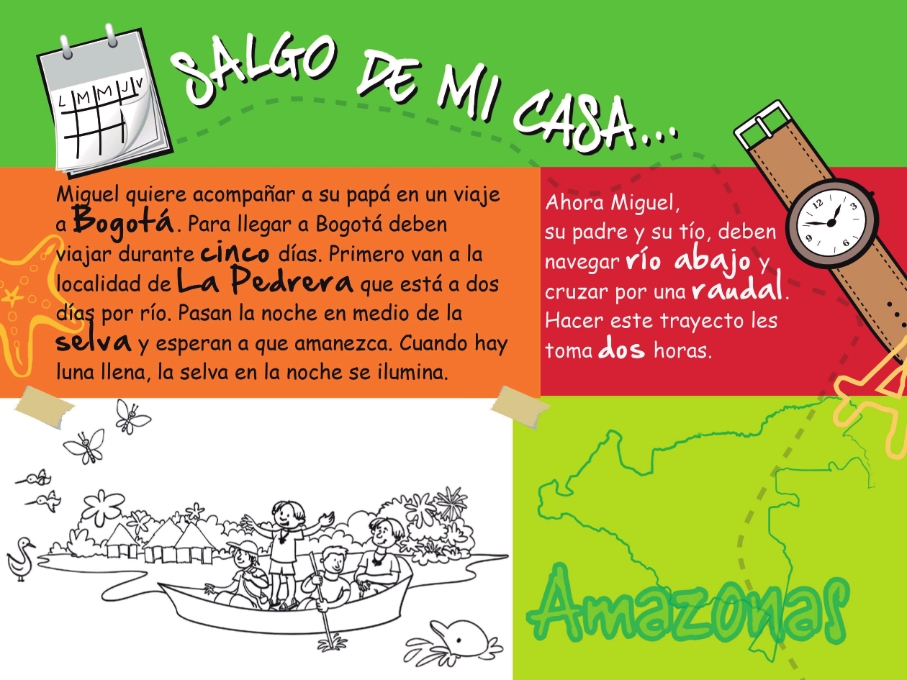 L M M J V
SALGO DE MI CASA...
Miguel quiere acompañar a su papá en un viaje
a Bogotá. Para llegar a Bogotá deben
viajar durante cinco días. Primero van a la
localidad de La Pedrera que está a dos
días por río. Pasan la noche en medio de la
selva y esperan a que amanezca. Cuando hay
luna llena, la selva en la noche se ilumina.
Ahora Miguel,
su padre y su tío, deben
navegar río abajo y
cruzar por una raudal.
Hacer este trayecto les
toma dos horas.
12
3
6
9
Amazonas